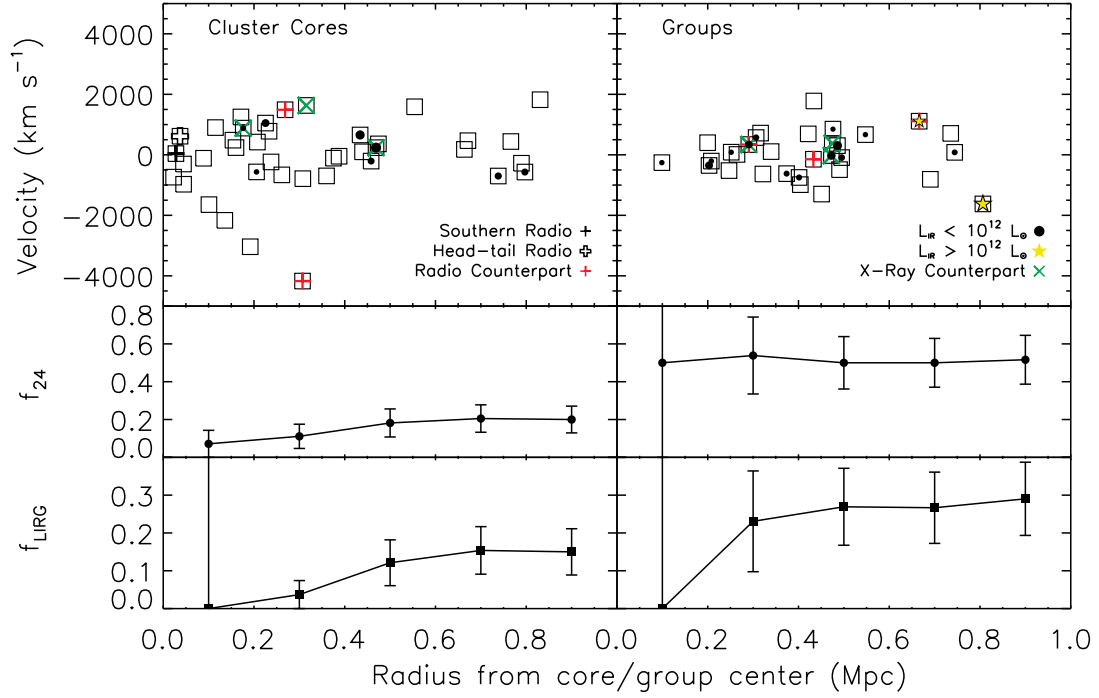 Cluster Cores
Groups
Velocity (km s⁻¹)
4000
2000
0
−2000
−4000
Southern Radio +
Head-tail Radio ✚
Radio Counterpart +
L_IR < 10¹² L_⊙ ●
L_IR > 10¹² L_⊙ ★
X-Ray Counterpart ×
f₂₄
0.8
0.6
0.4
0.2
0.0
f_LIRG
0.3
0.2
0.1
0.0
0.0 0.2 0.4 0.6 0.8 0.2 0.4 0.6 0.8 1.0
Radius from core/group center (Mpc)